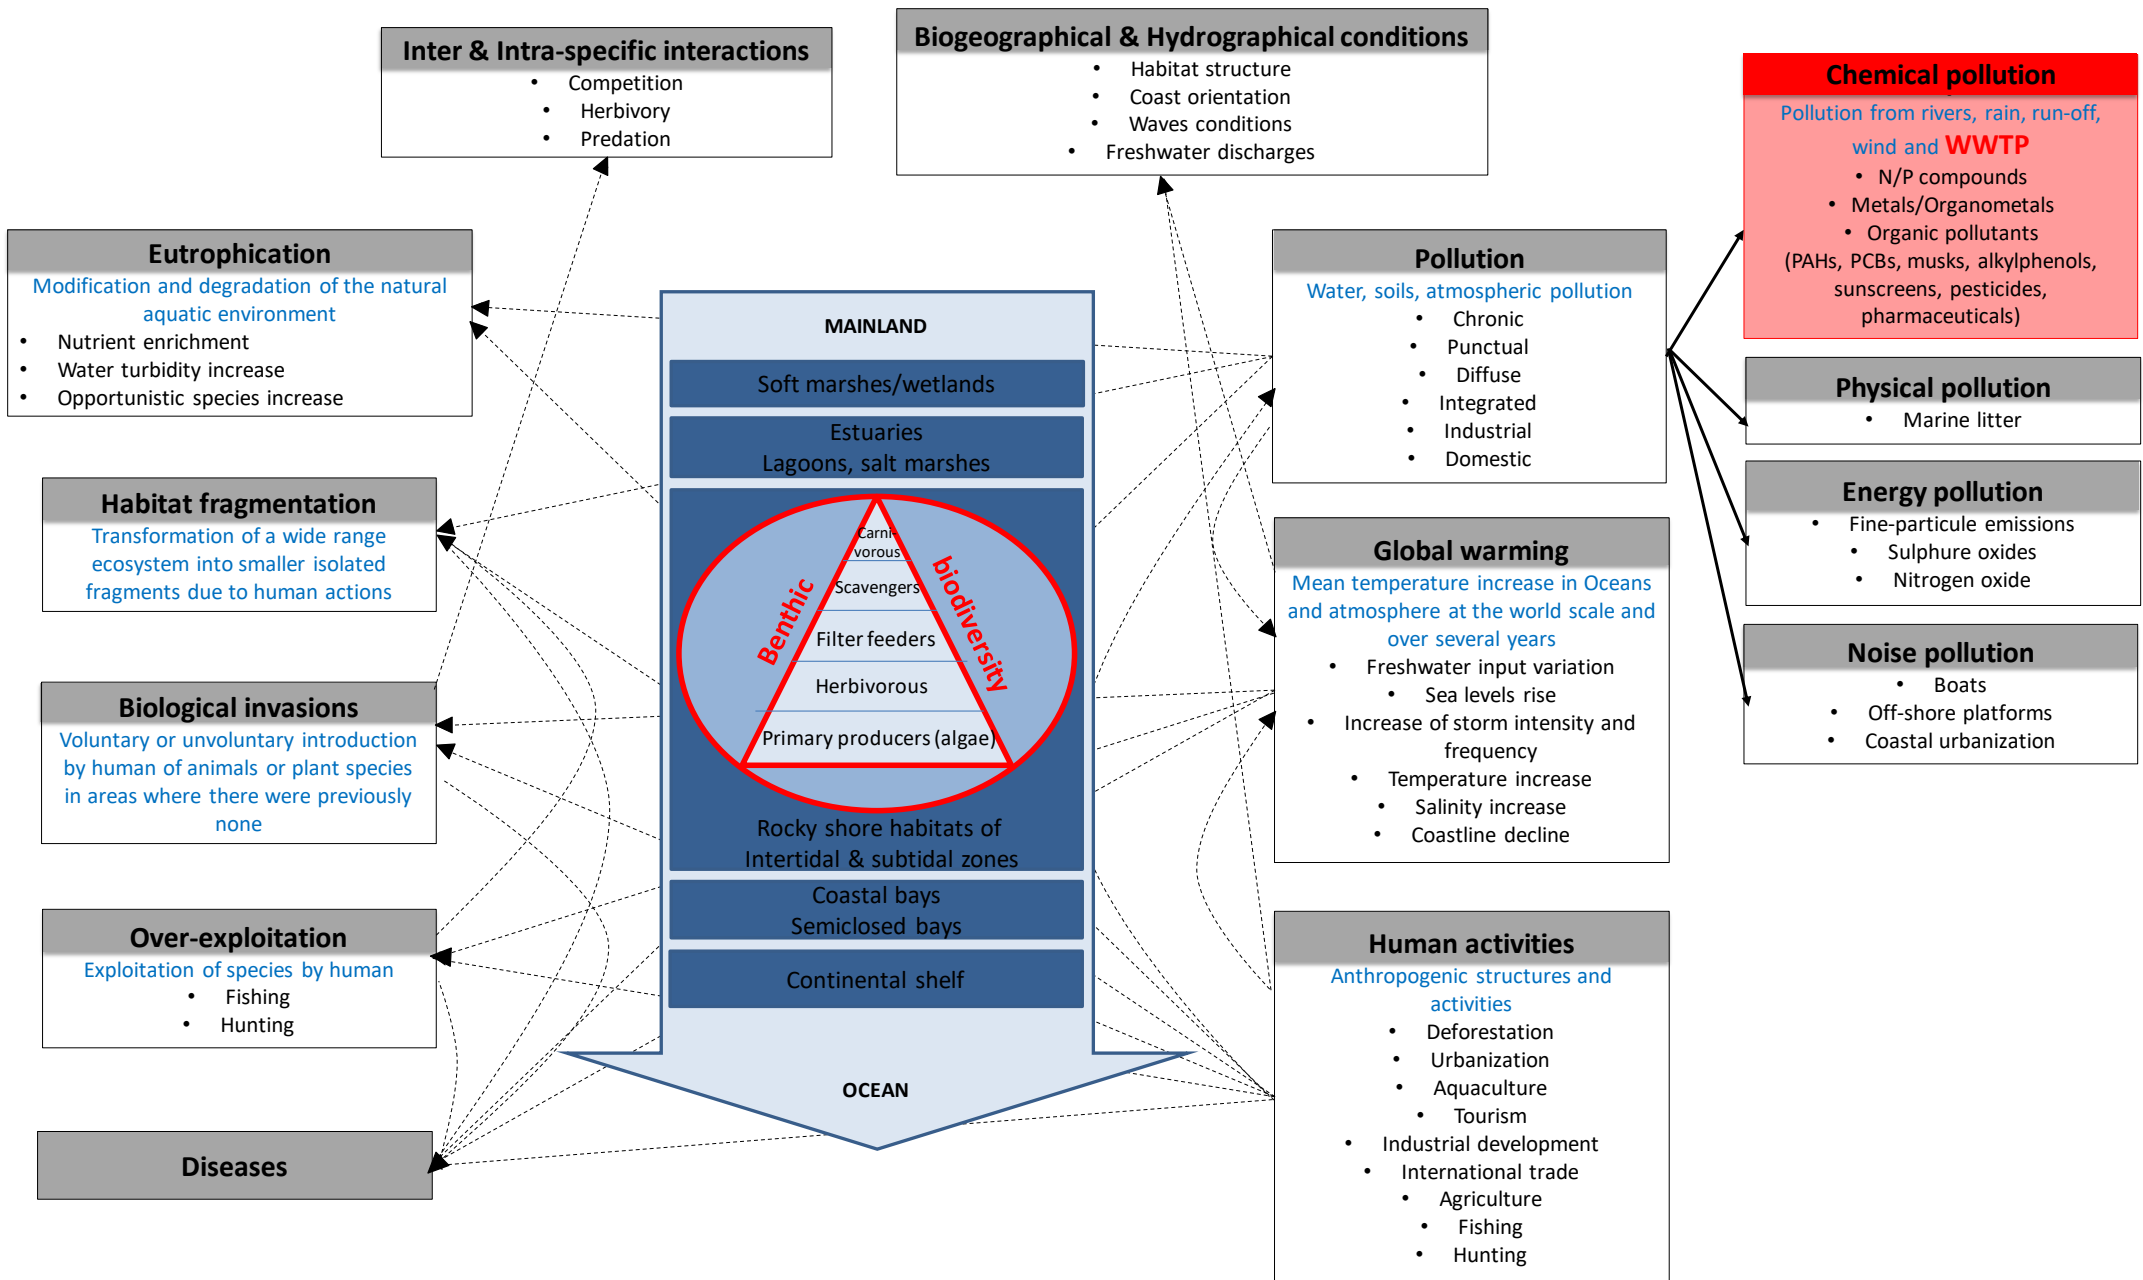 Inter & Intra-specific interactions
• Competition
• Herbivory
• Predation
Biogeographical & Hydrographical conditions
• Habitat structure
• Coast orientation
• Waves conditions
• Freshwater discharges
Chemical pollution
Pollution from rivers, rain, run-off,
wind and WWTP
• N/P compounds
• Metals/Organometals
• Organic pollutants
(PAHs, PCBs, musks, alkylphenols,
sunscreens, pesticides,
pharmaceuticals)
Eutrophication
Modification and degradation of the natural
aquatic environment
• Nutrient enrichment
• Water turbidity increase
• Opportunistic species increase
Pollution
Water, soils, atmospheric pollution
• Chronic
• Punctual
• Diffuse
• Integrated
• Industrial
• Domestic
Physical pollution
• Marine litter
Energy pollution
• Fine-particule emissions
• Sulphure oxides
• Nitrogen oxide
Noise pollution
• Boats
• Off-shore platforms
• Coastal urbanization
MAINLAND
Soft marshes/wetlands
Estuaries
Lagoons, salt marshes
Benthic
biodiversity
Carni-
vorous
Scavengers
Filter feeders
Herbivorous
Primary producers (algae)
Rocky shore habitats of
Intertidal & subtidal zones
Coastal bays
Semiclosed bays
Continental shelf
OCEAN
Habitat fragmentation
Transformation of a wide range
ecosystem into smaller isolated
fragments due to human actions
Biological invasions
Voluntary or unvoluntary introduction
by human of animals or plant species
in areas where there were previously
none
Over-exploitation
Exploitation of species by human
• Fishing
• Hunting
Diseases
Global warming
Mean temperature increase in Oceans
and atmosphere at the world scale and
over several years
• Freshwater input variation
• Sea levels rise
• Increase of storm intensity and
frequency
• Temperature increase
• Salinity increase
• Coastline decline
Human activities
Anthropogenic structures and
activities
• Deforestation
• Urbanization
• Aquaculture
• Tourism
• Industrial development
• International trade
• Agriculture
• Fishing
• Hunting